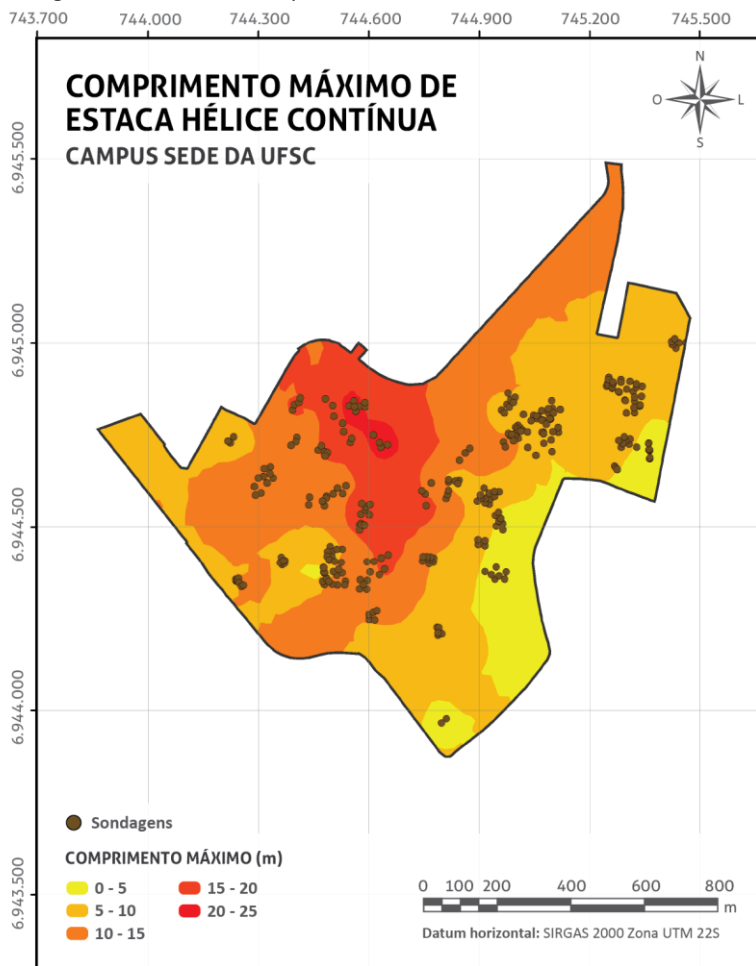 743.700 744.000 744.300 744.600 744.900 745.200 745.500
COMPRIMENTO MÁXIMO DE
ESTACA HÉLICE CONTÍNUA
CAMPUS SEDE DA UFSC
N
O L
S
6.945.500
6.945.000
6.944.500
6.944.000
6.943.500
Sondagens
COMPRIMENTO MÁXIMO (m)
0 - 5 15 - 20
5 - 10 20 - 25
10 - 15
0 100 200 400 600 800
m
Datum horizontal: SIRGAS 2000 Zona UTM 22S